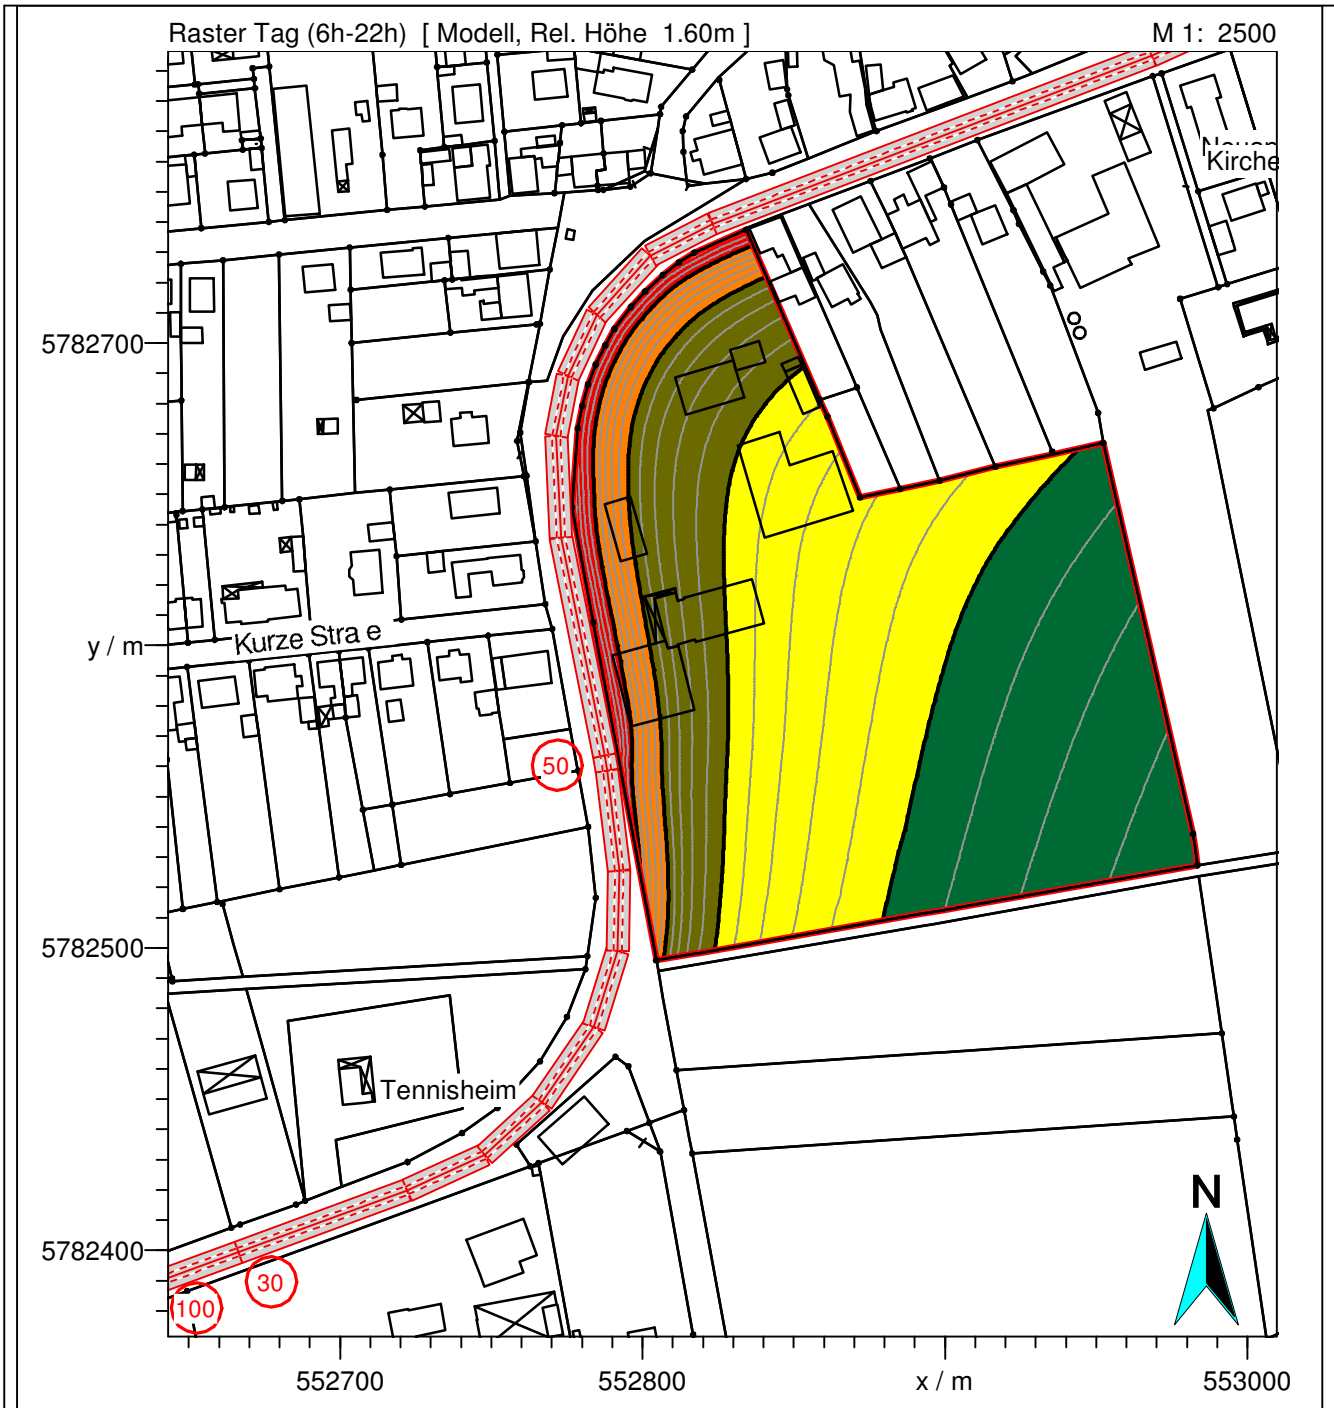 Raster Tag (6h-22h) [ Modell, Rel. Höhe 1.60m ]
M 1: 2500
Kirche
5782700
Kurze Stra e
y / m
50
5782500
Tennisheim
N
5782400
30
100
552700
552800
x / m
553000